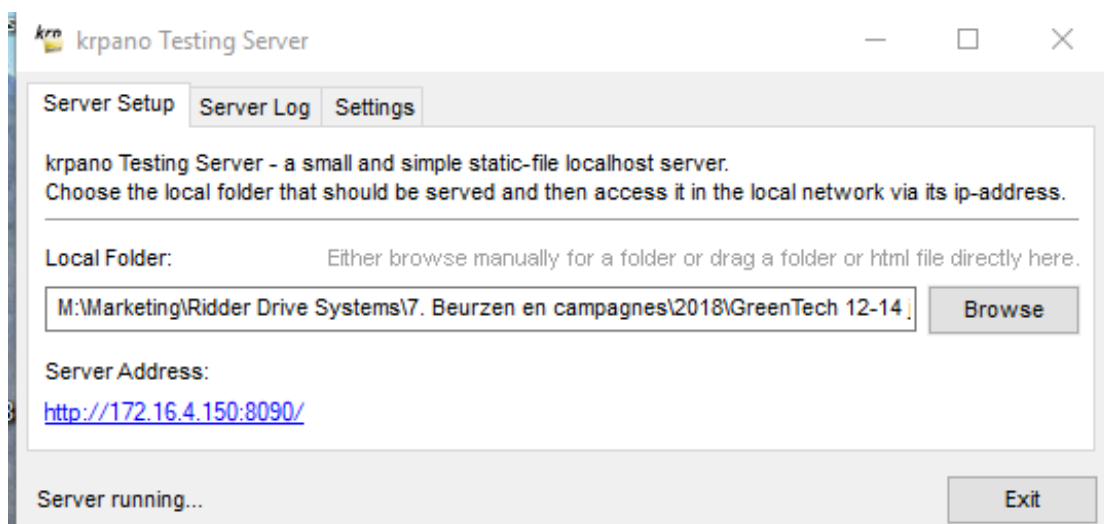 krpano Testing Server
Server Setup Server Log Settings
krpano Testing Server - a small and simple static-file localhost server.
Choose the local folder that should be served and then access it in the local network via its ip-address.
Local Folder: Either browse manually for a folder or drag a folder or html file directly here.
M:\Marketing\Ridder Drive Systems\7. Beurzen en campagnes\2018\GreenTech 12-14 j Browse
Server Address:
http://172.16.4.150:8090/
Server running... Exit